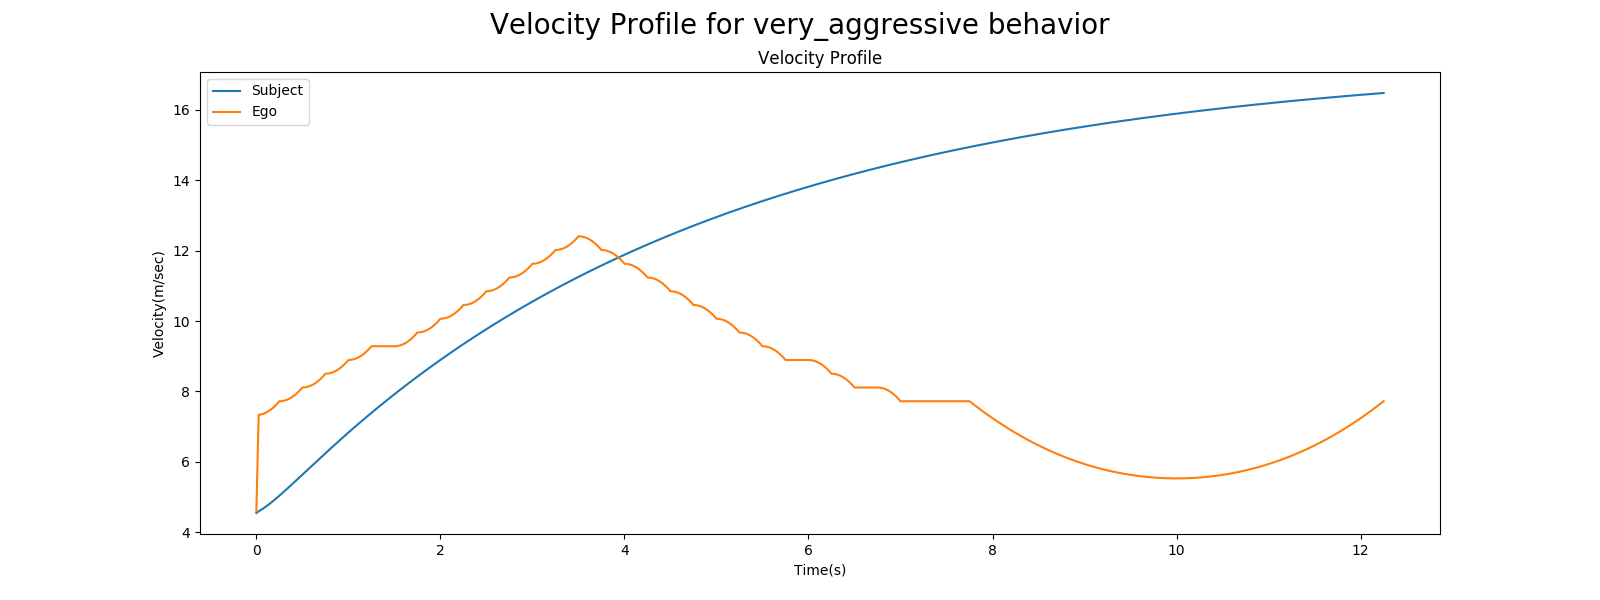 Velocity Profile for very_aggressive behavior
Velocity Profile
Subject
Ego
16
14
12
10
8
6
4
Velocity(m/sec)
0 2 4 6 8 10 12
Time(s)